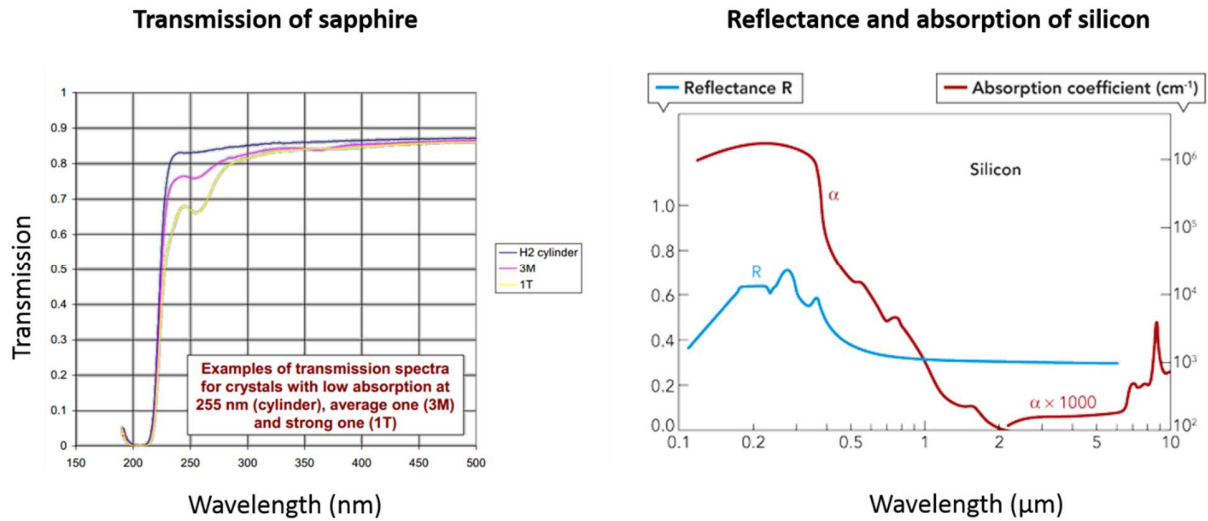 Transmission of sapphire
Transmission
1
0.9
0.8
0.7
0.6
0.5
0.4
0.3
0.2
0.1
0
150 200 250 300 350 400 450 500
Wavelength (nm)
H2 cylinder
3M
1T
Examples of transmission spectra
for crystals with low absorption at
255 nm (cylinder), average one (3M)
and strong one (1T)
Reflectance and absorption of silicon
Reflectance R
Absorption coefficient (cm⁻¹)
Silicon
α
R
α × 1000
1.0
0.8
0.6
0.4
0.2
0.0
10⁶
10⁵
10⁴
10³
10²
0.1 0.2 0.5 1 2 5 10
Wavelength (μm)